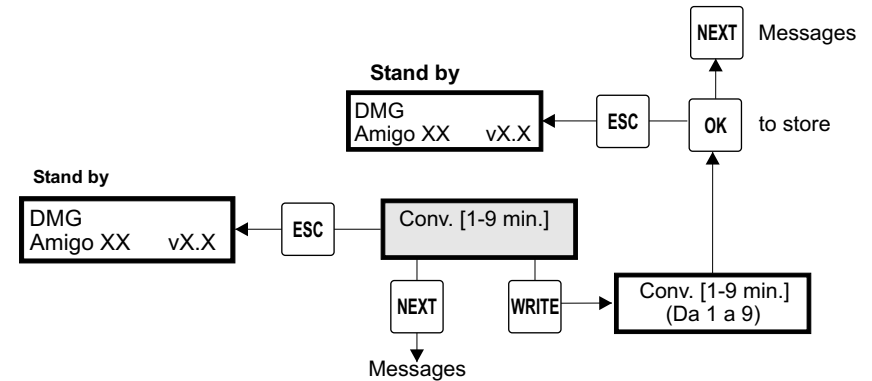 NEXT Messages
Stand by
DMG
Amigo XX vX.X
ESC
OK
to store
Stand by
DMG
Amigo XX vX.X
ESC
Conv. [1-9 min.]
NEXT
WRITE
Conv. [1-9 min.]
(Da 1 a 9)
Messages